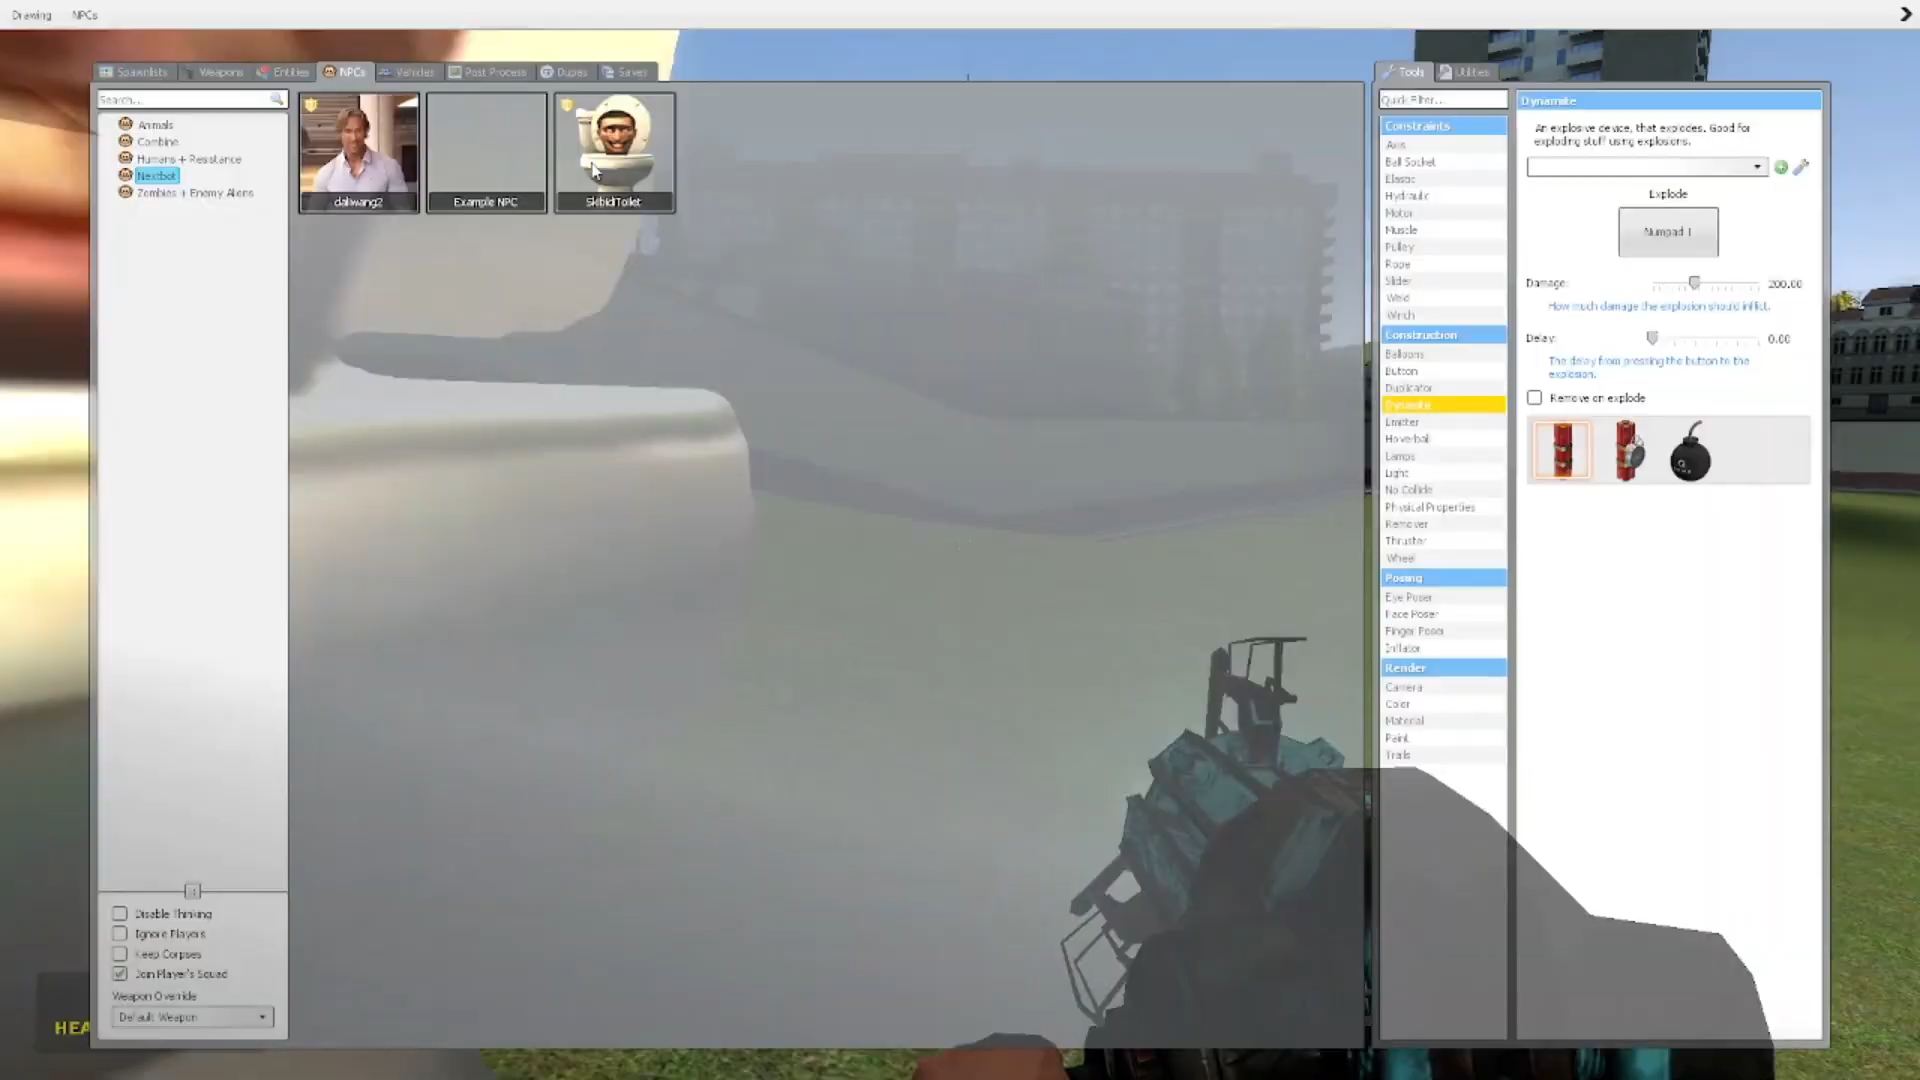 Drawing NPCs
Spawnlists Weapons Entities NPCs Vehicles Post Process Dupes Saves
Search...
Animals
Combine
Humans + Resistance
Nextbot
Zombies + Enemy Aliens
daliwang2
Example NPC
SkibidiToilet
Disable Thinking
Ignore Players
Keep Corpses
Join Player's Squad
Weapon Override
Default Weapon
HEA
Tools Utilities
Quick Filter...
Constraints
Axis
Ball Socket
Elastic
Hydraulic
Motor
Muscle
Pulley
Rope
Slider
Weld
Winch
Construction
Balloons
Button
Duplicator
Dynamite
Emitter
Hoverball
Lamps
Light
No Collide
Physical Properties
Remover
Thruster
Wheel
Posing
Eye Poser
Face Poser
Finger Poser
Inflator
Render
Camera
Color
Material
Paint
Trails
Dynamite
An explosive device, that explodes. Good for
exploding stuff using explosions.
Explode
Numpad 1
Damage: 200.00
How much damage the explosion should inflict.
Delay: 0.00
The delay from pressing the button to the
explosion.
Remove on explode